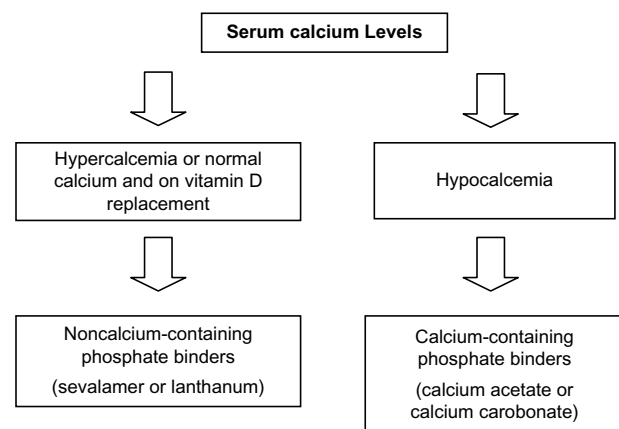 Serum calcium Levels
Hypercalcemia or normal
calcium and on vitamin D
replacement
Hypocalcemia
Noncalcium-containing
phosphate binders
(sevalamer or lanthanum)
Calcium-containing
phosphate binders
(calcium acetate or
calcium carobonate)